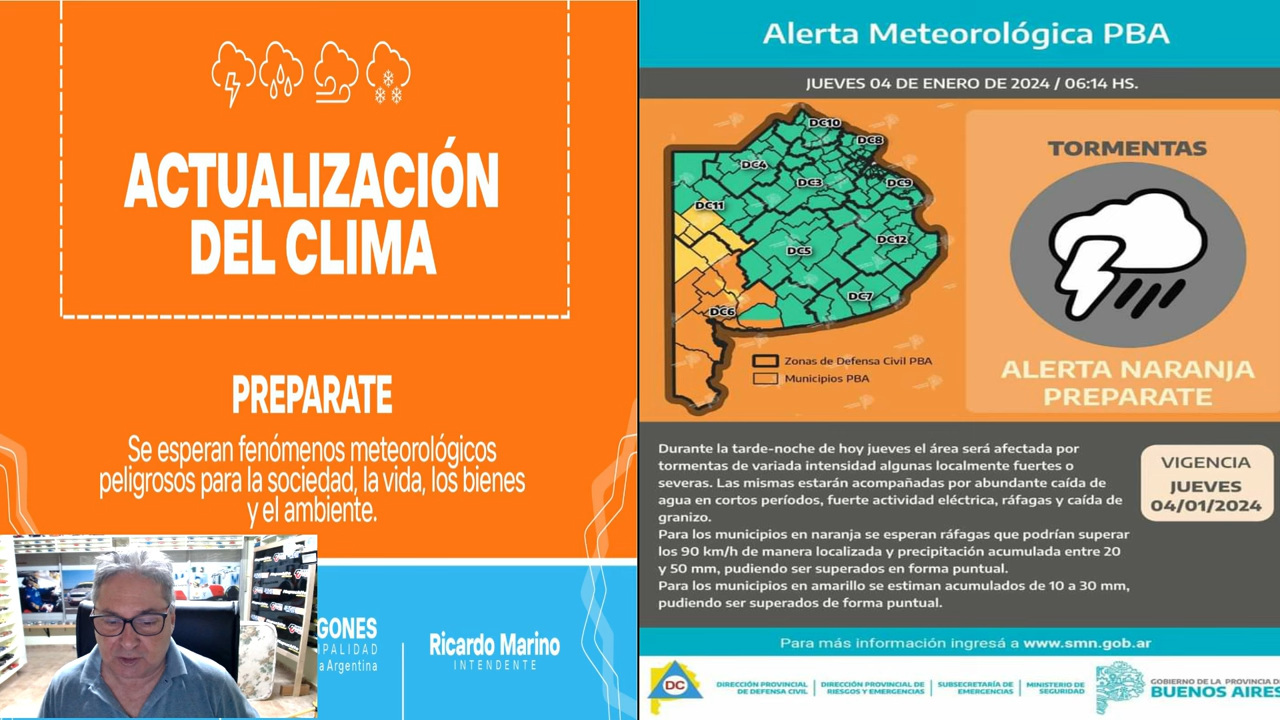 ACTUALIZACIÓN
DEL CLIMA
PREPARATE
Se esperan fenómenos meteorológicos
peligrosos para la sociedad, la vida, los bienes
y el ambiente.
GONES
IPALIDAD
a Argentina
Ricardo Marino
INTENDENTE
Alerta Meteorológica PBA
JUEVES 04 DE ENERO DE 2024 / 06:14 HS.
DC10
DC8
DC4
DC3
DC9
DC11
DC12
DC5
DC7
DC6
Zonas de Defensa Civil PBA
Municipios PBA
TORMENTAS
ALERTA NARANJA
PREPARATE
Durante la tarde-noche de hoy jueves el área será afectada por
tormentas de variada intensidad algunas localmente fuertes o
severas. Las mismas estarán acompañadas por abundante caída de
agua en cortos períodos, fuerte actividad eléctrica, ráfagas y caída de
granizo.
Para los municipios en naranja se esperan ráfagas que podrían superar
los 90 km/h de manera localizada y precipitación acumulada entre 20
y 50 mm, pudiendo ser superados en forma puntual.
Para los municipios en amarillo se estiman acumulados de 10 a 30 mm,
pudiendo ser superados de forma puntual.
VIGENCIA
JUEVES
04/01/2024
Para más información ingresá a www.smn.gob.ar
DC
DIRECCIÓN PROVINCIAL
DE DEFENSA CIVIL
DIRECCIÓN PROVINCIAL DE
RIESGOS Y EMERGENCIAS
SUBSECRETARÍA DE
EMERGENCIAS
MINISTERIO DE
SEGURIDAD
GOBIERNO DE LA PROVINCIA DE
BUENOS AIRES